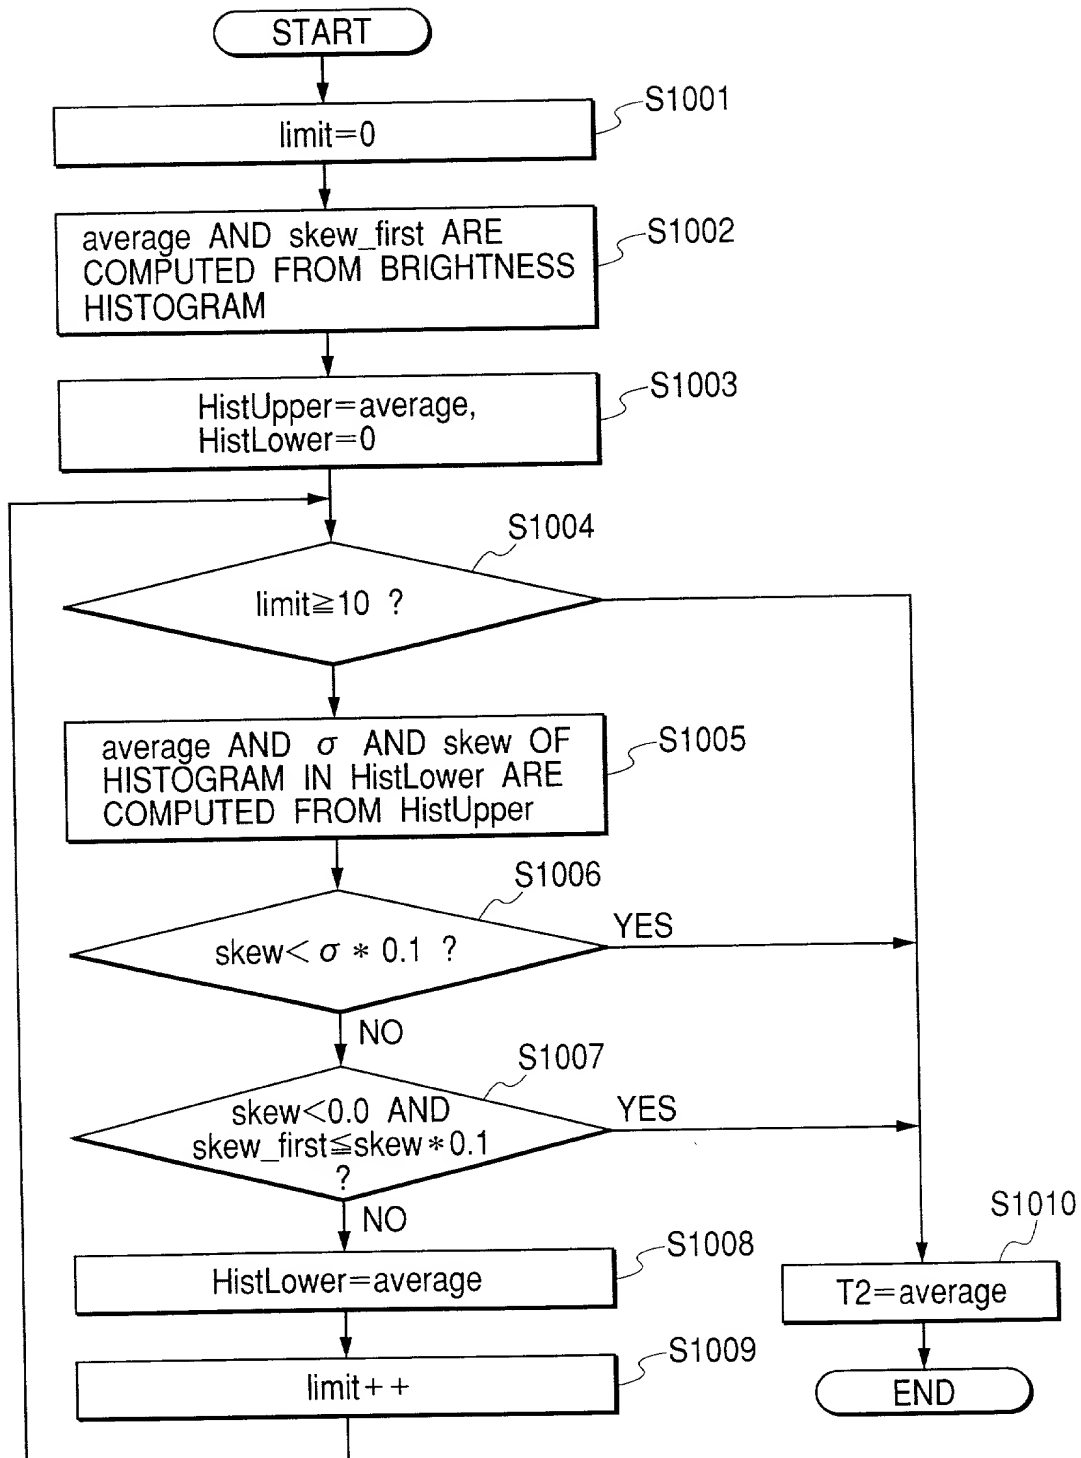 START
S1001
limit=0
S1002
average AND skew_first ARE
COMPUTED FROM BRIGHTNESS
HISTOGRAM
S1003
HistUpper=average,
HistLower=0
S1004
limit≧10 ?
S1005
average AND σ AND skew OF
HISTOGRAM IN HistLower ARE
COMPUTED FROM HistUpper
S1006
skew< σ * 0.1 ?
YES
NO
S1007
skew<0.0 AND
skew_first≦skew*0.1
?
YES
NO
S1008
HistLower=average
S1009
limit++
S1010
T2=average
END